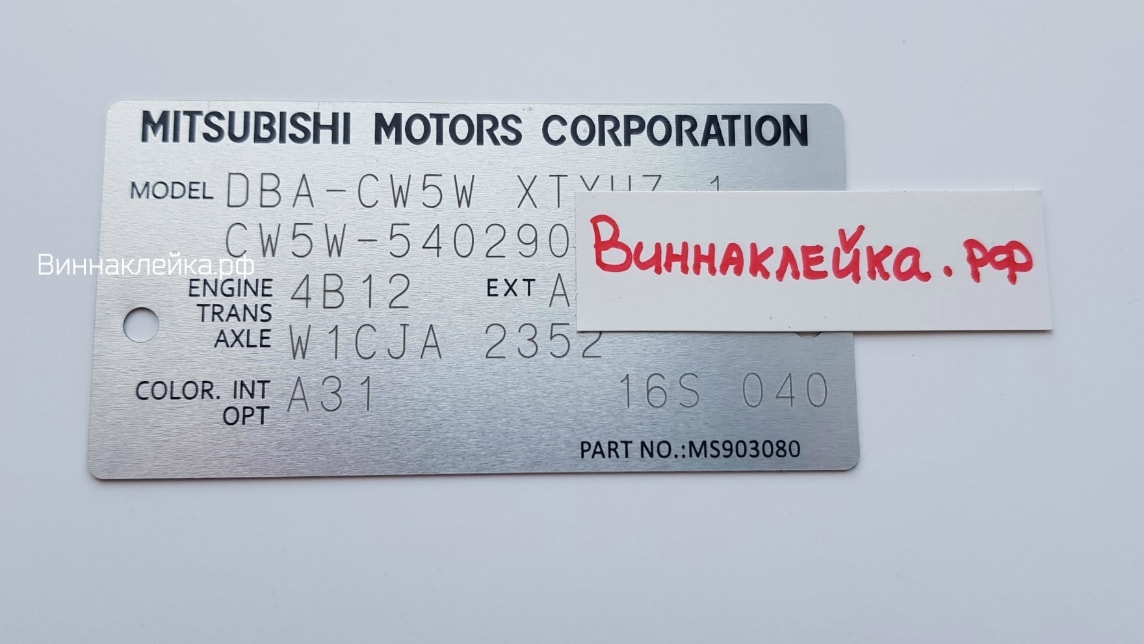 MITSUBISHI MOTORS CORPORATION
MODEL DBA-CW5W
CW5W-540290
Виннаклейка.рф
Виннаклейка.рф
ENGINE 4B12 EXT A
TRANS
AXLE W1CJA 2352
COLOR. INT A31 16S 040
OPT
PART NO.:MS903080